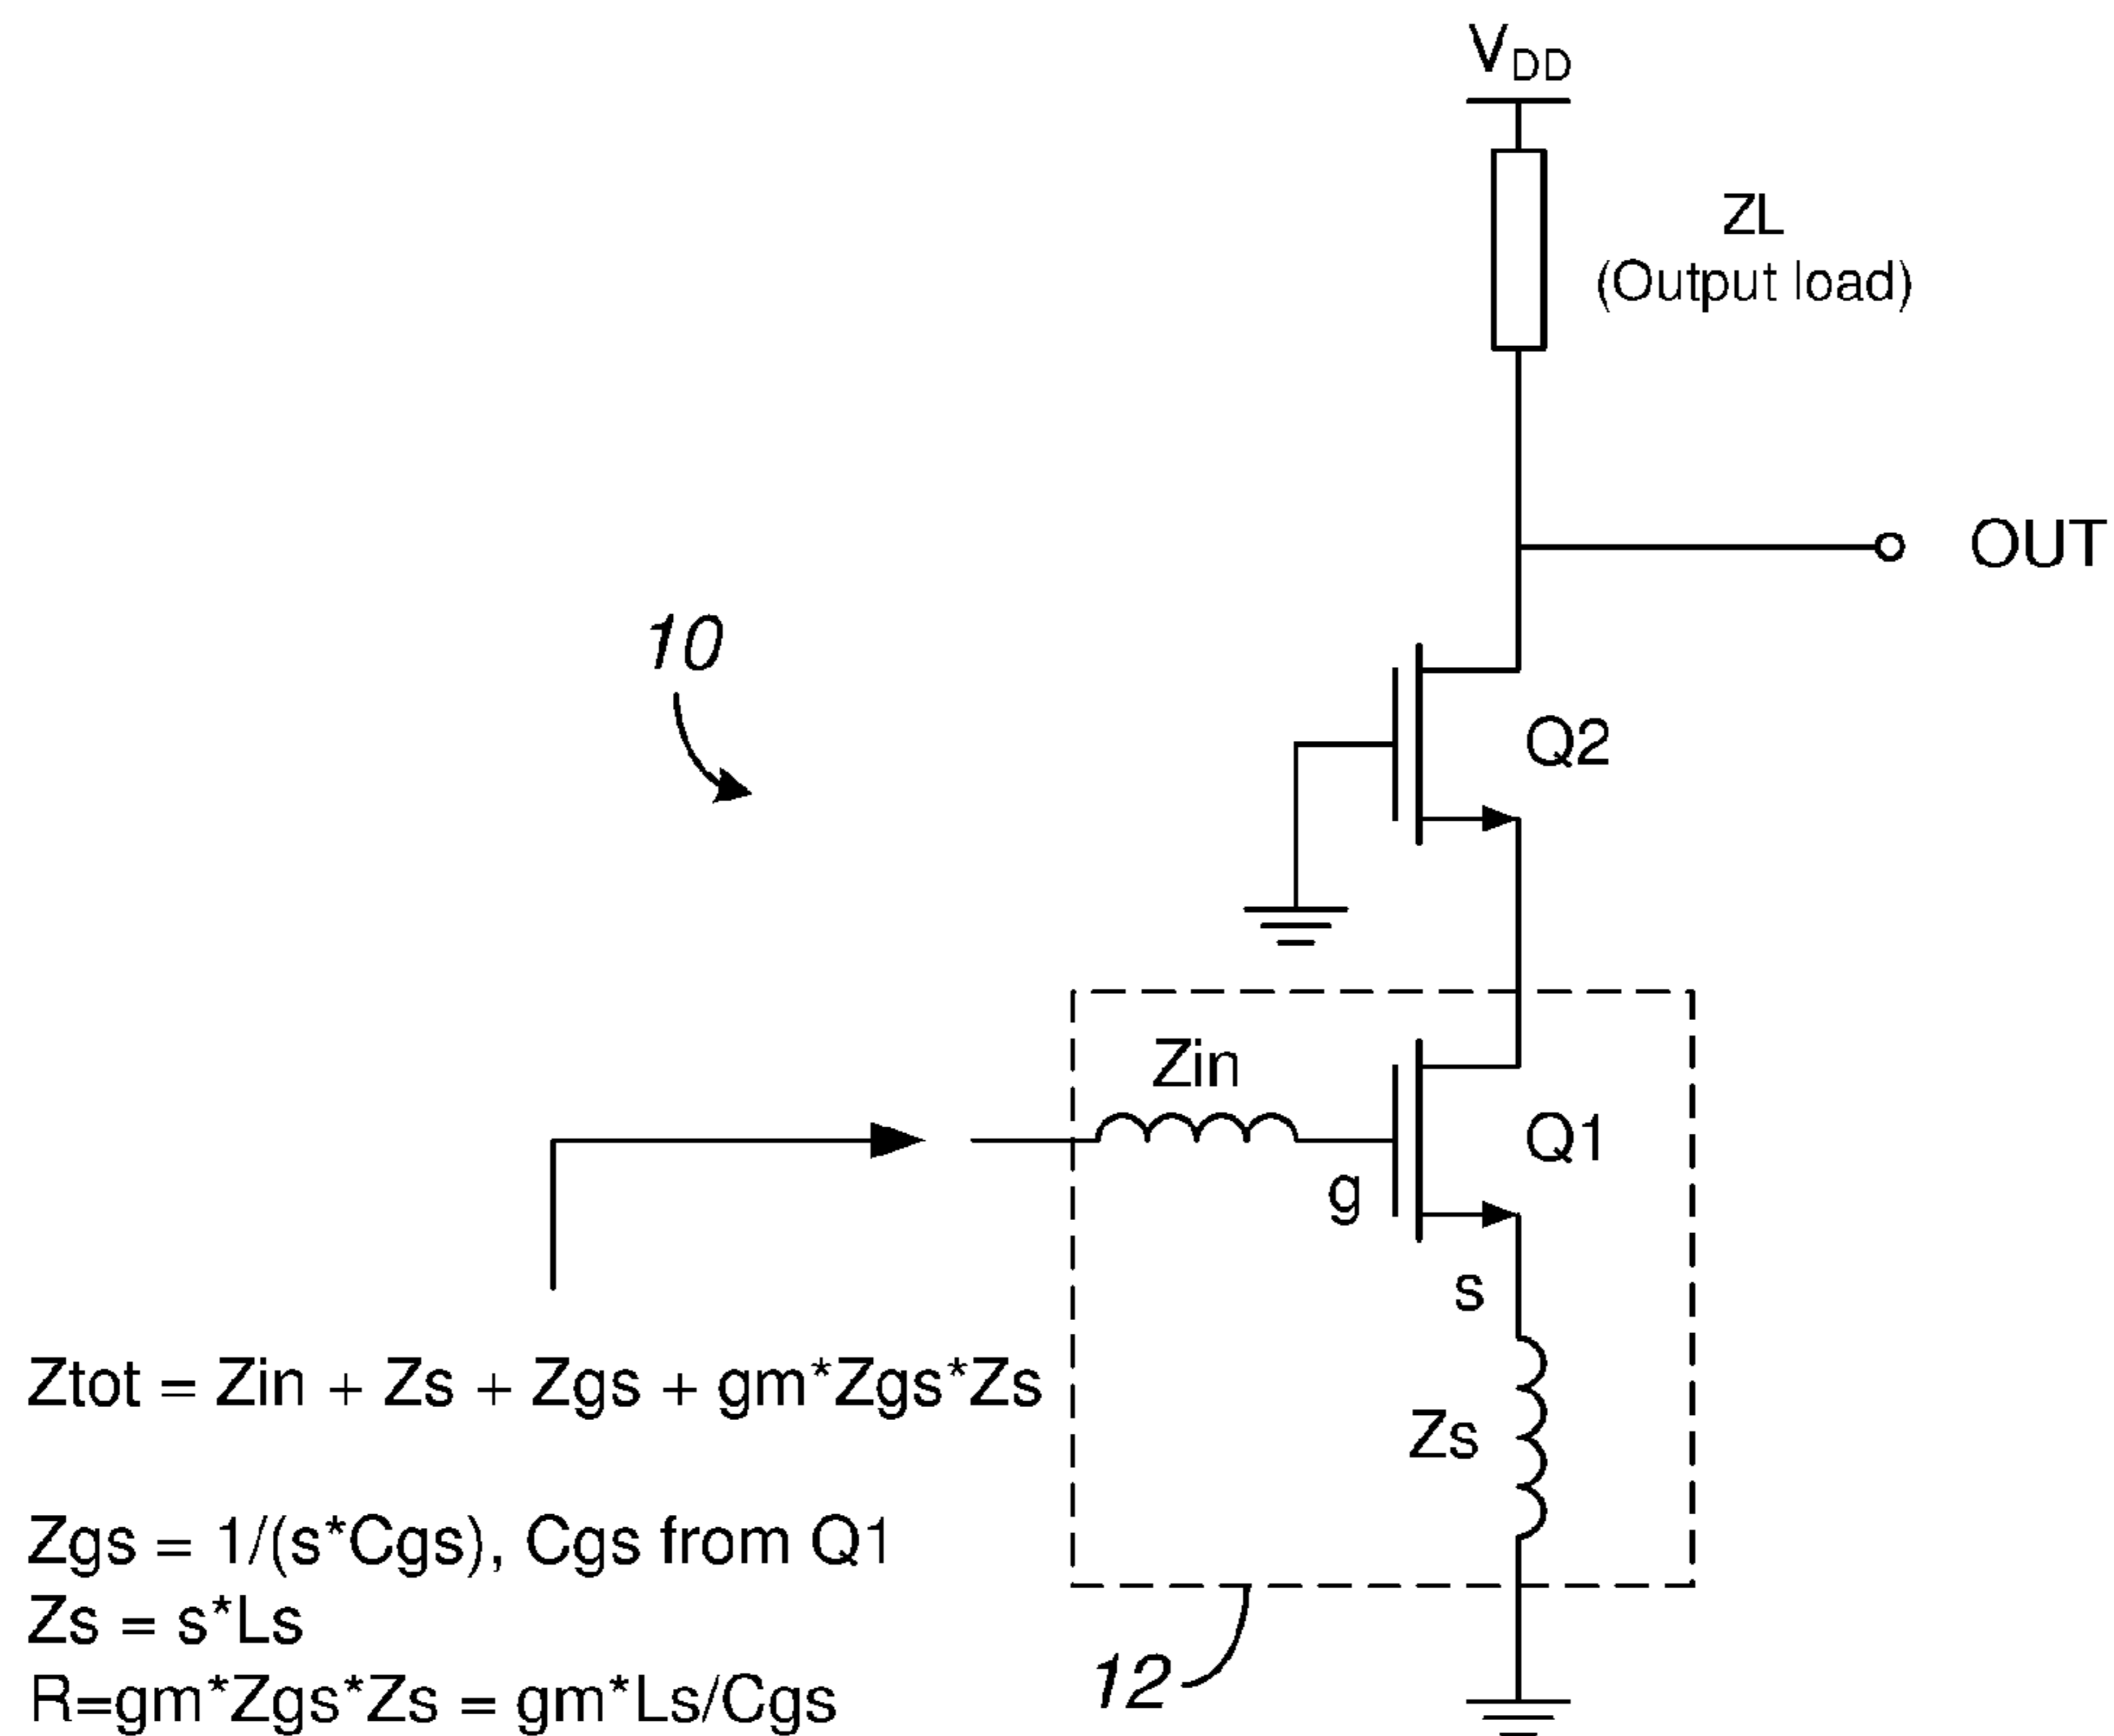 VDD
ZL
(Output load)
OUT
10
Q2
Zin
Q1
g
s
Zs
Ztot = Zin + Zs + Zgs + gm*Zgs*Zs
Zgs = 1/(s*Cgs), Cgs from Q1
Zs = s*Ls
R=gm*Zgs*Zs = gm*Ls/Cgs
12